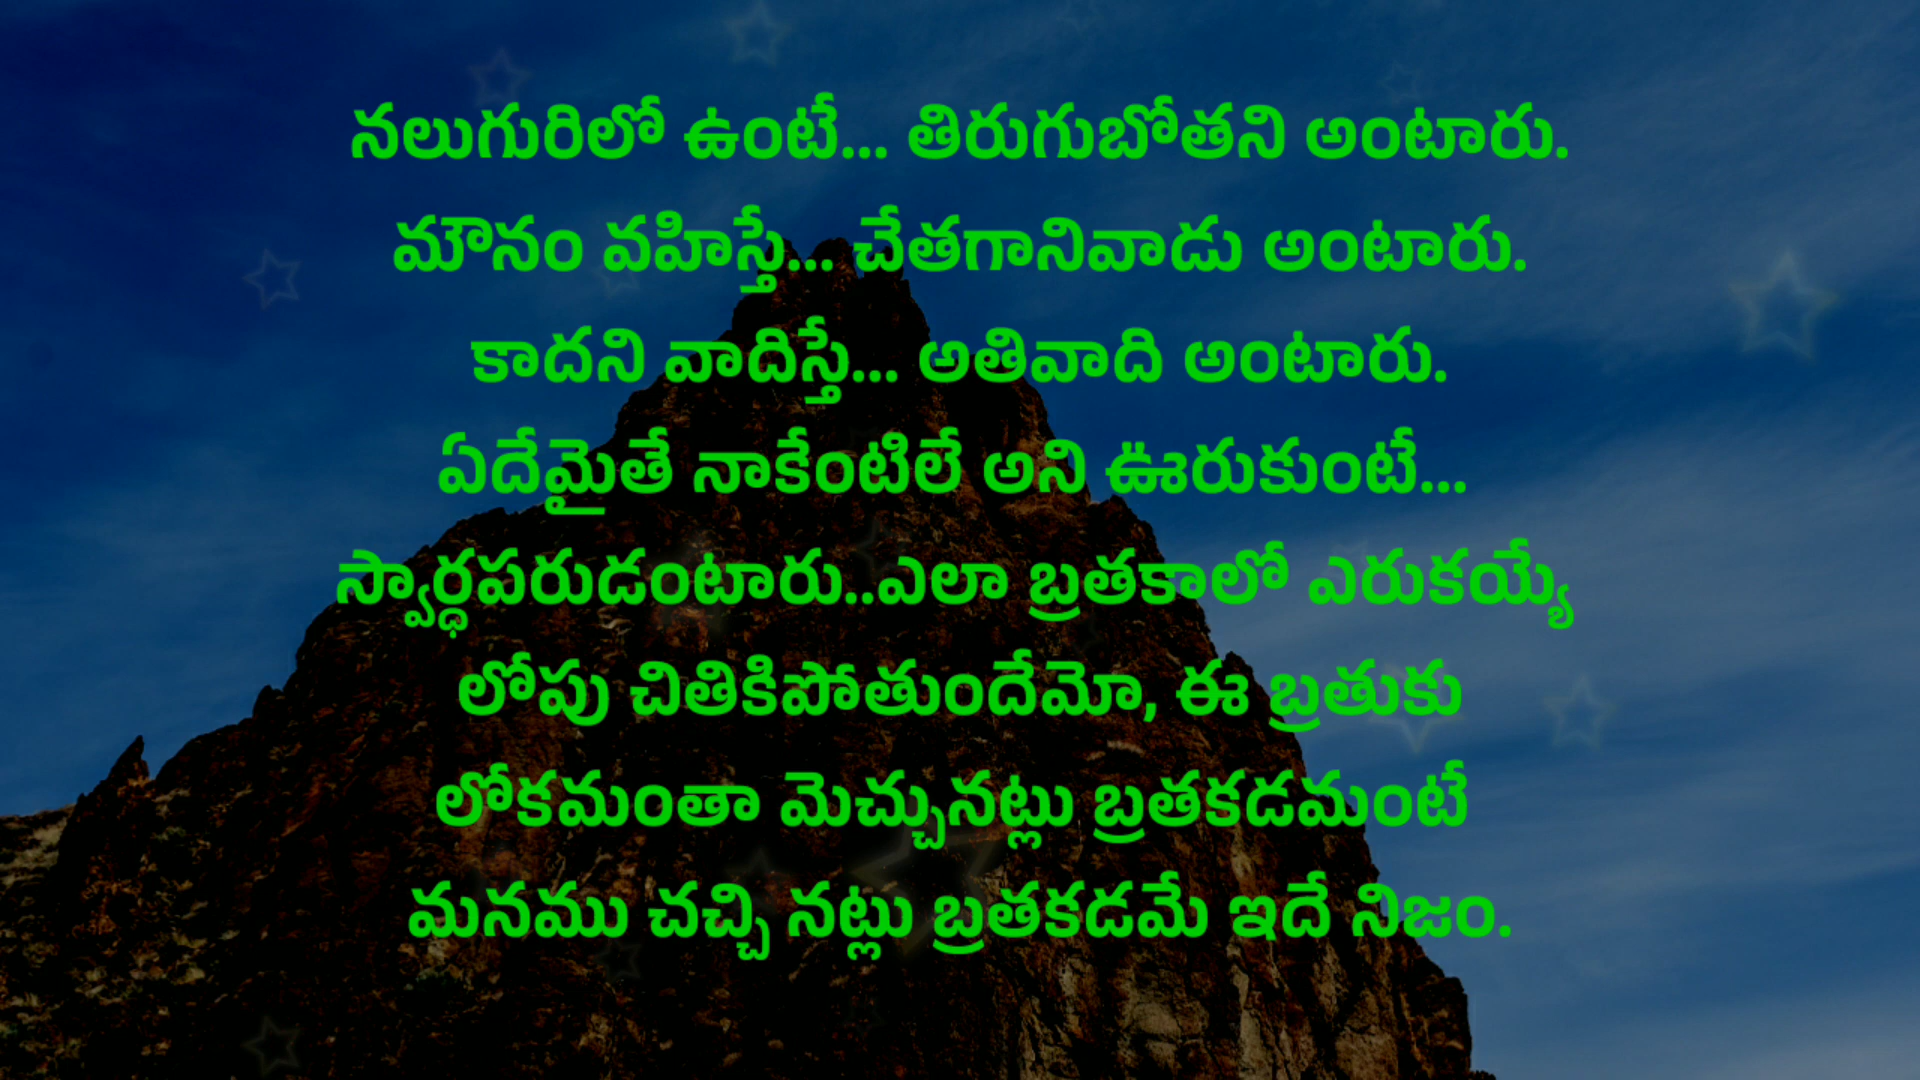 నలుగురిలో ఉంటే... తిరుగుబోతని అంటారు.
మౌనం వహిస్తే... చేతగానివాడు అంటారు.
కాదని వాదిస్తే... అతివాది అంటారు.
ఏదేమైతే నాకేంటిలే అని ఊరుకుంటే...
స్వార్ధపరుడంటారు..ఎలా బ్రతకాలో ఎరుకయ్యే
లోపు చితికిపోతుందేమో, ఈ బ్రతుకు
లోకమంతా మెచ్చునట్లు బ్రతకడమంటే
మనము చచ్చి నట్లు బ్రతకడమే ఇదే నిజం.